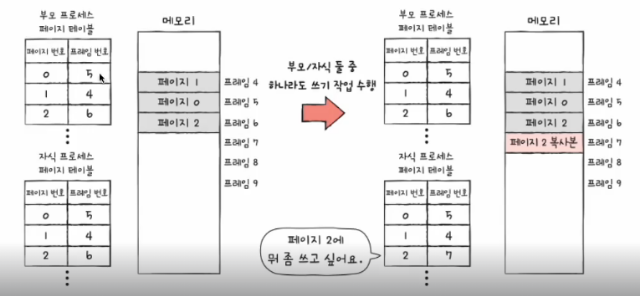 부모 프로세스
페이지 테이블
페이지 번호 프레임 번호
0 5
1 4
2 6
자식 프로세스
페이지 테이블
페이지 번호 프레임 번호
0 5
1 4
2 6
메모리
페이지 1
페이지 0
페이지 2
프레임 4
프레임 5
프레임 6
프레임 7
프레임 8
프레임 9
부모/자식 둘 중
하나라도 쓰기 작업 수행
부모 프로세스
페이지 테이블
페이지 번호 프레임 번호
0 5
1 4
2 6
자식 프로세스
페이지 테이블
페이지 번호 프레임 번호
0 5
1 4
2 7
페이지 2에
뭐 좀 쓰고 싶어요.
메모리
페이지 1
페이지 0
페이지 2
페이지 2 복사본
프레임 4
프레임 5
프레임 6
프레임 7
프레임 8
프레임 9